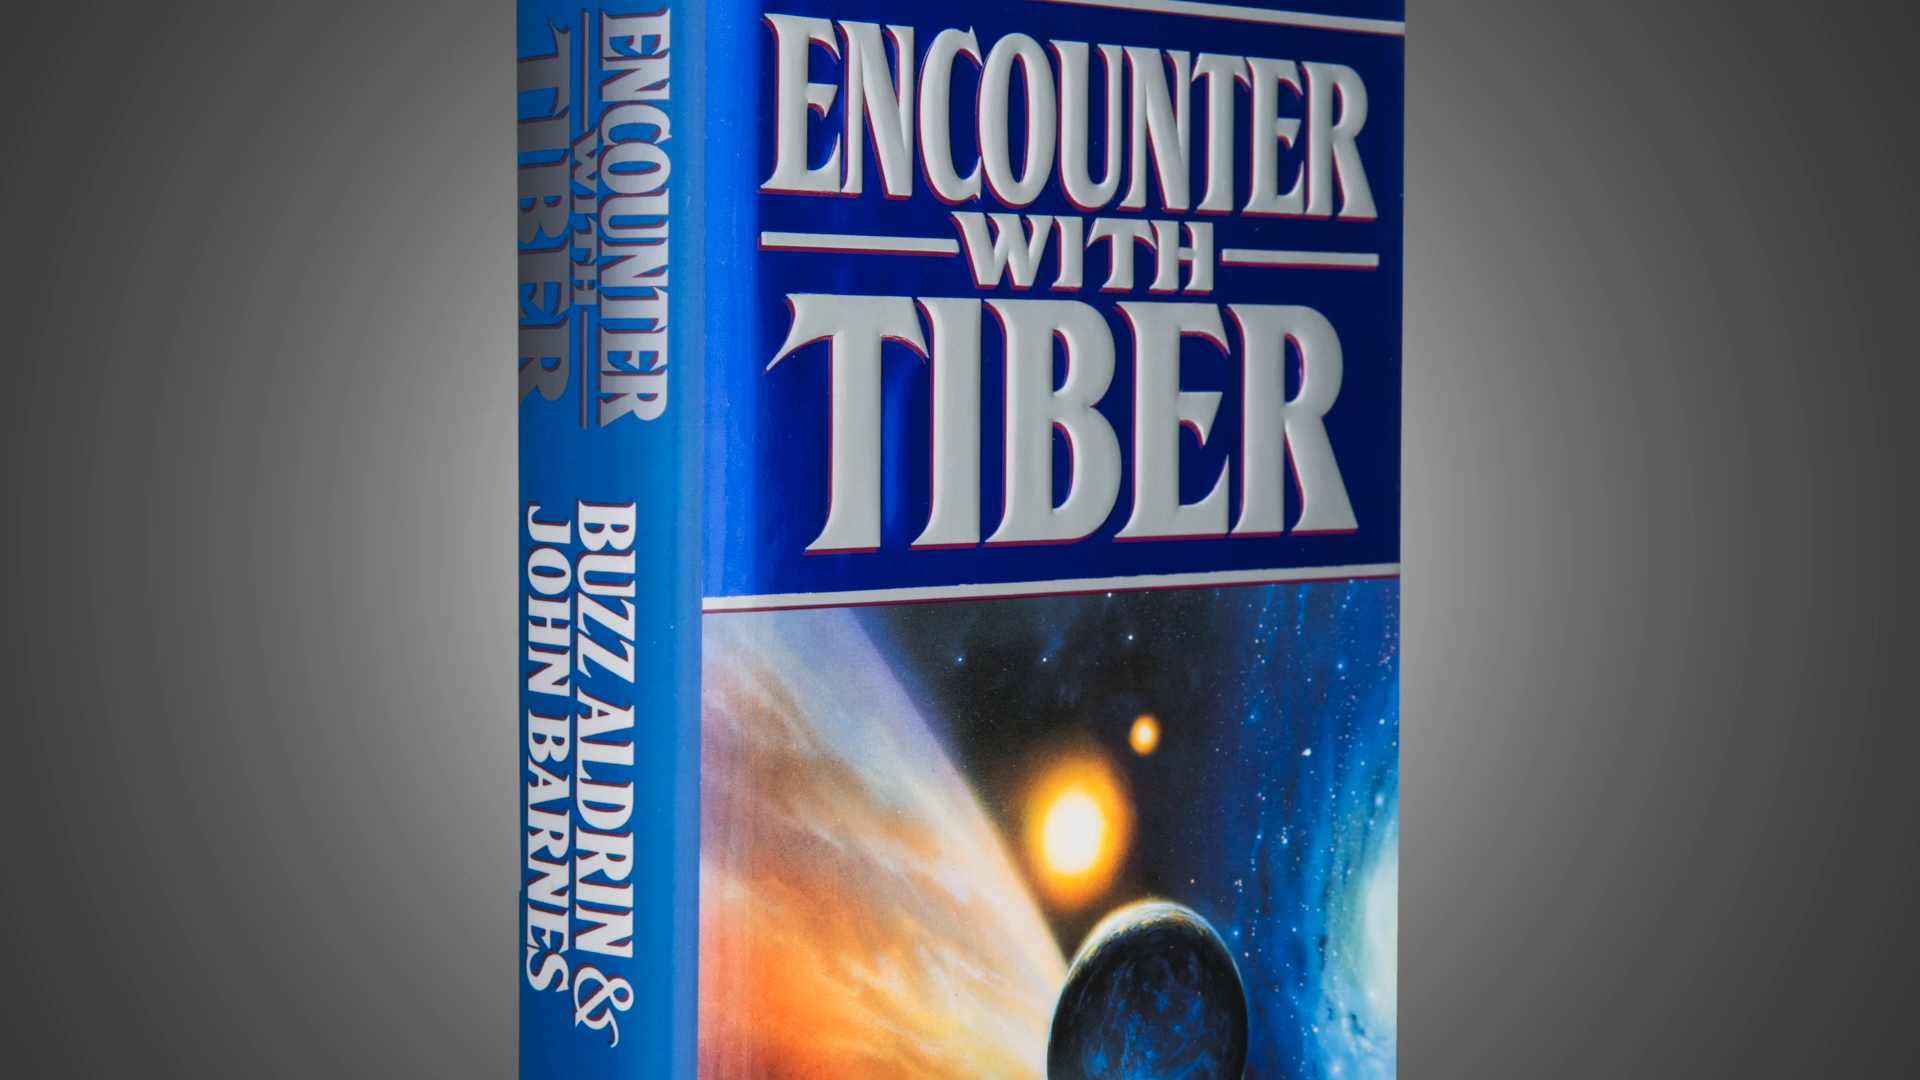 ENCOUNTER
WITH
TIBER
BUZZ ALDRIN &
JOHN BARNES
ENCOUNTER
WITH
TIBER